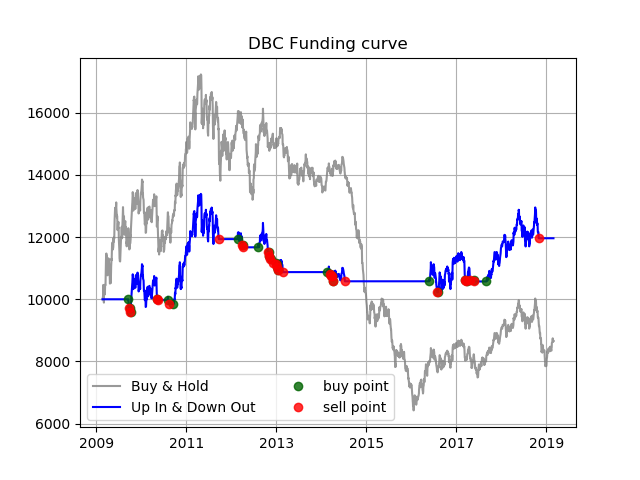 DBC Funding curve
16000
14000
12000
10000
8000
6000
Buy & Hold
Up In & Down Out
buy point
sell point
2009 2011 2013 2015 2017 2019